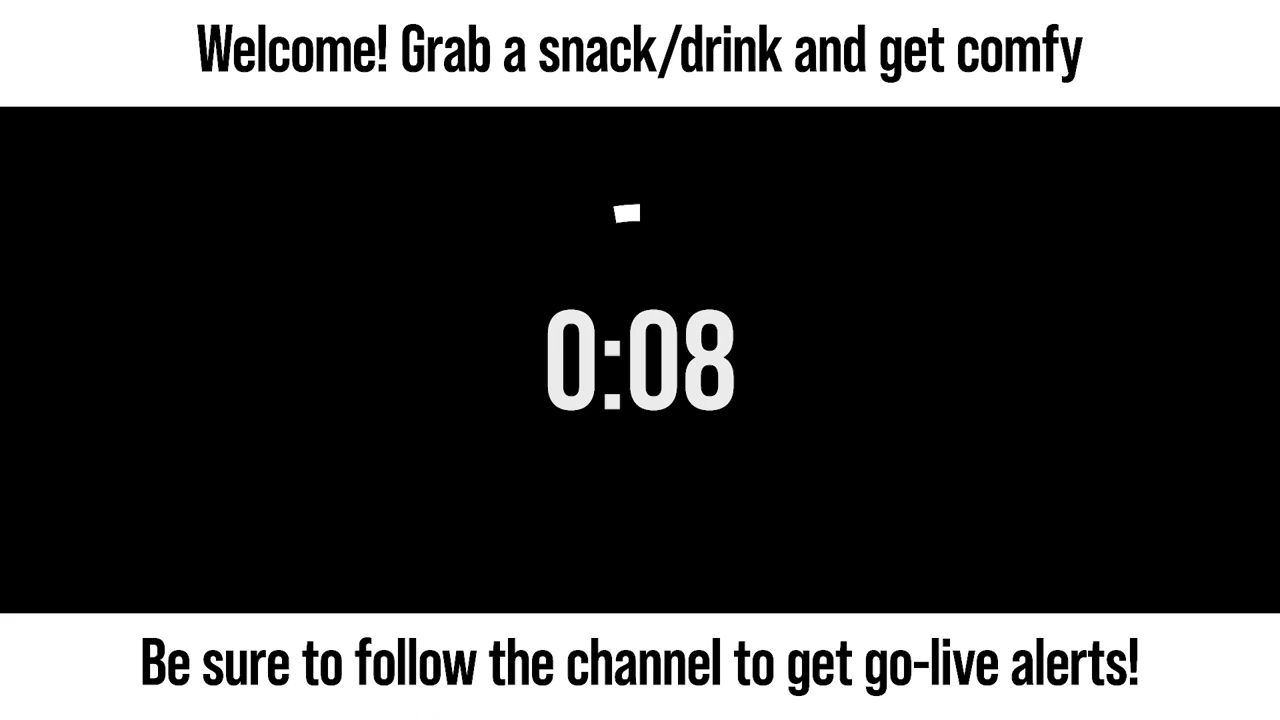 Welcome! Grab a snack/drink and get comfy
0:08
Be sure to follow the channel to get go-live alerts!